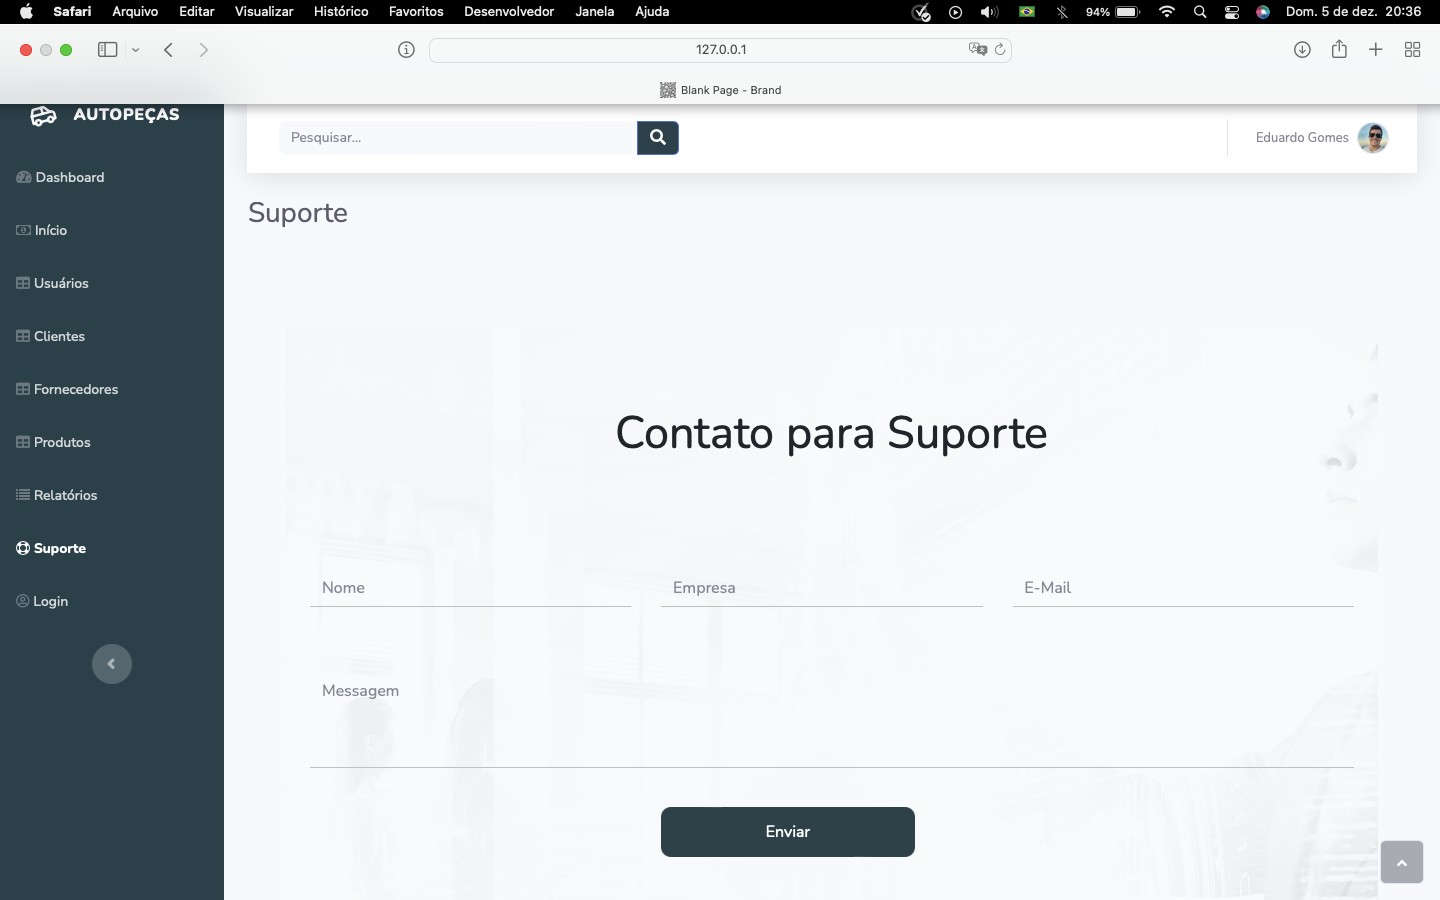 Safari Arquivo Editar Visualizar Histórico Favoritos Desenvolvedor Janela Ajuda 94% Dom. 5 de dez. 20:36
127.0.0.1
Blank Page - Brand
AUTOPEÇAS
Pesquisar...
Eduardo Gomes
Dashboard
Início
Usuários
Clientes
Fornecedores
Produtos
Relatórios
Suporte
Login
Suporte
Contato para Suporte
Nome
Empresa
E-Mail
Messagem
Enviar